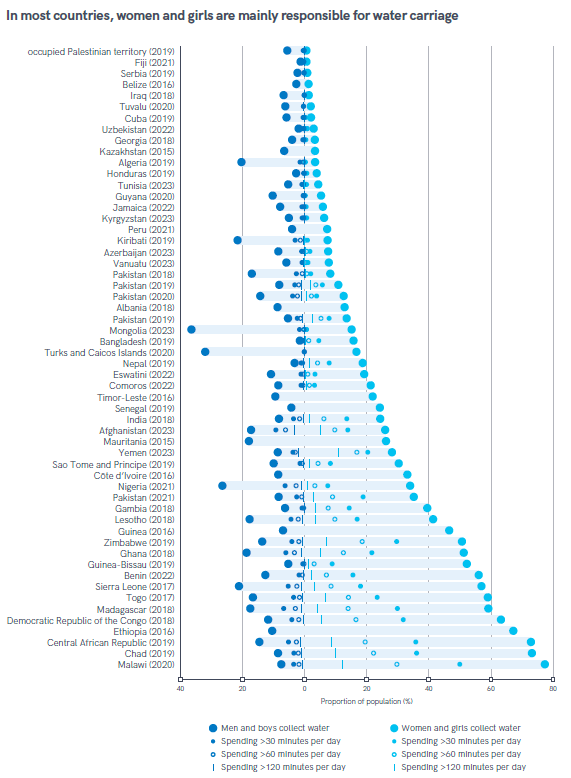 In most countries, women and girls are mainly responsible for water carriage
occupied Palestinian territory (2019)
Fiji (2021)
Serbia (2019)
Belize (2016)
Iraq (2018)
Tuvalu (2020)
Cuba (2019)
Uzbekistan (2022)
Georgia (2018)
Kazakhstan (2015)
Algeria (2019)
Honduras (2019)
Tunisia (2023)
Guyana (2020)
Jamaica (2022)
Kyrgyzstan (2023)
Peru (2021)
Kiribati (2019)
Azerbaijan (2023)
Vanuatu (2023)
Pakistan (2018)
Pakistan (2019)
Pakistan (2020)
Albania (2018)
Pakistan (2019)
Mongolia (2023)
Bangladesh (2019)
Turks and Caicos Islands (2020)
Nepal (2019)
Eswatini (2022)
Comoros (2022)
Timor-Leste (2016)
Senegal (2019)
India (2018)
Afghanistan (2023)
Mauritania (2015)
Yemen (2023)
Sao Tome and Principe (2019)
Côte d'Ivoire (2016)
Nigeria (2021)
Pakistan (2021)
Gambia (2018)
Lesotho (2018)
Guinea (2016)
Zimbabwe (2019)
Ghana (2018)
Guinea-Bissau (2019)
Benin (2022)
Sierra Leone (2017)
Togo (2017)
Madagascar (2018)
Democratic Republic of the Congo (2018)
Ethiopia (2016)
Central African Republic (2019)
Chad (2019)
Malawi (2020)
40 20 0 20 40 60 80
Proportion of population (%)
Men and boys collect water Women and girls collect water
Spending >30 minutes per day Spending >30 minutes per day
Spending >60 minutes per day Spending >60 minutes per day
Spending >120 minutes per day Spending >120 minutes per day